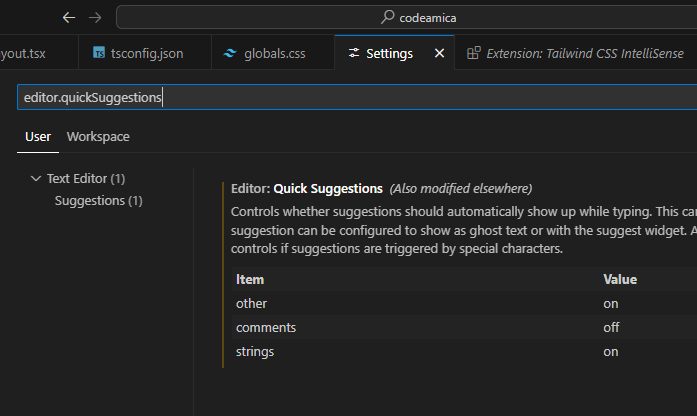 codeamica
yout.tsx
TS tsconfig.json
globals.css
Settings
Extension: Tailwind CSS IntelliSense
editor.quickSuggestions
User
Workspace
Text Editor (1)
Suggestions (1)
Editor: Quick Suggestions (Also modified elsewhere)
Controls whether suggestions should automatically show up while typing. This can
suggestion can be configured to show as ghost text or with the suggest widget. A
controls if suggestions are triggered by special characters.
Item Value
other on
comments off
strings on